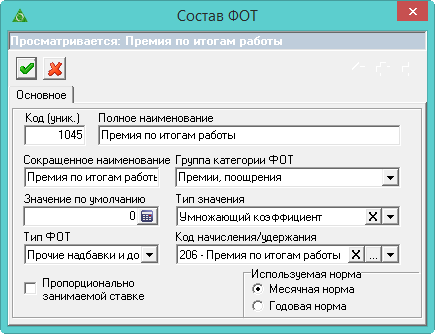 Состав ФОТ
Просматривается: Премия по итогам работы
Основное
Код (уник.) Полное наименование
1045 Премия по итогам работы
Сокращенное наименование Группа категории ФОТ
Премия по итогам работь Премии, поощрения
Значение по умолчанию Тип значения
0 Умножающий коэффициент X
Тип ФОТ Код начисления/удержания
Прочие надбавки и до 206 - Премия по итогам работы X ...
Пропорционально занимаемой ставке
Используемая норма
Месячная норма
Годовая норма